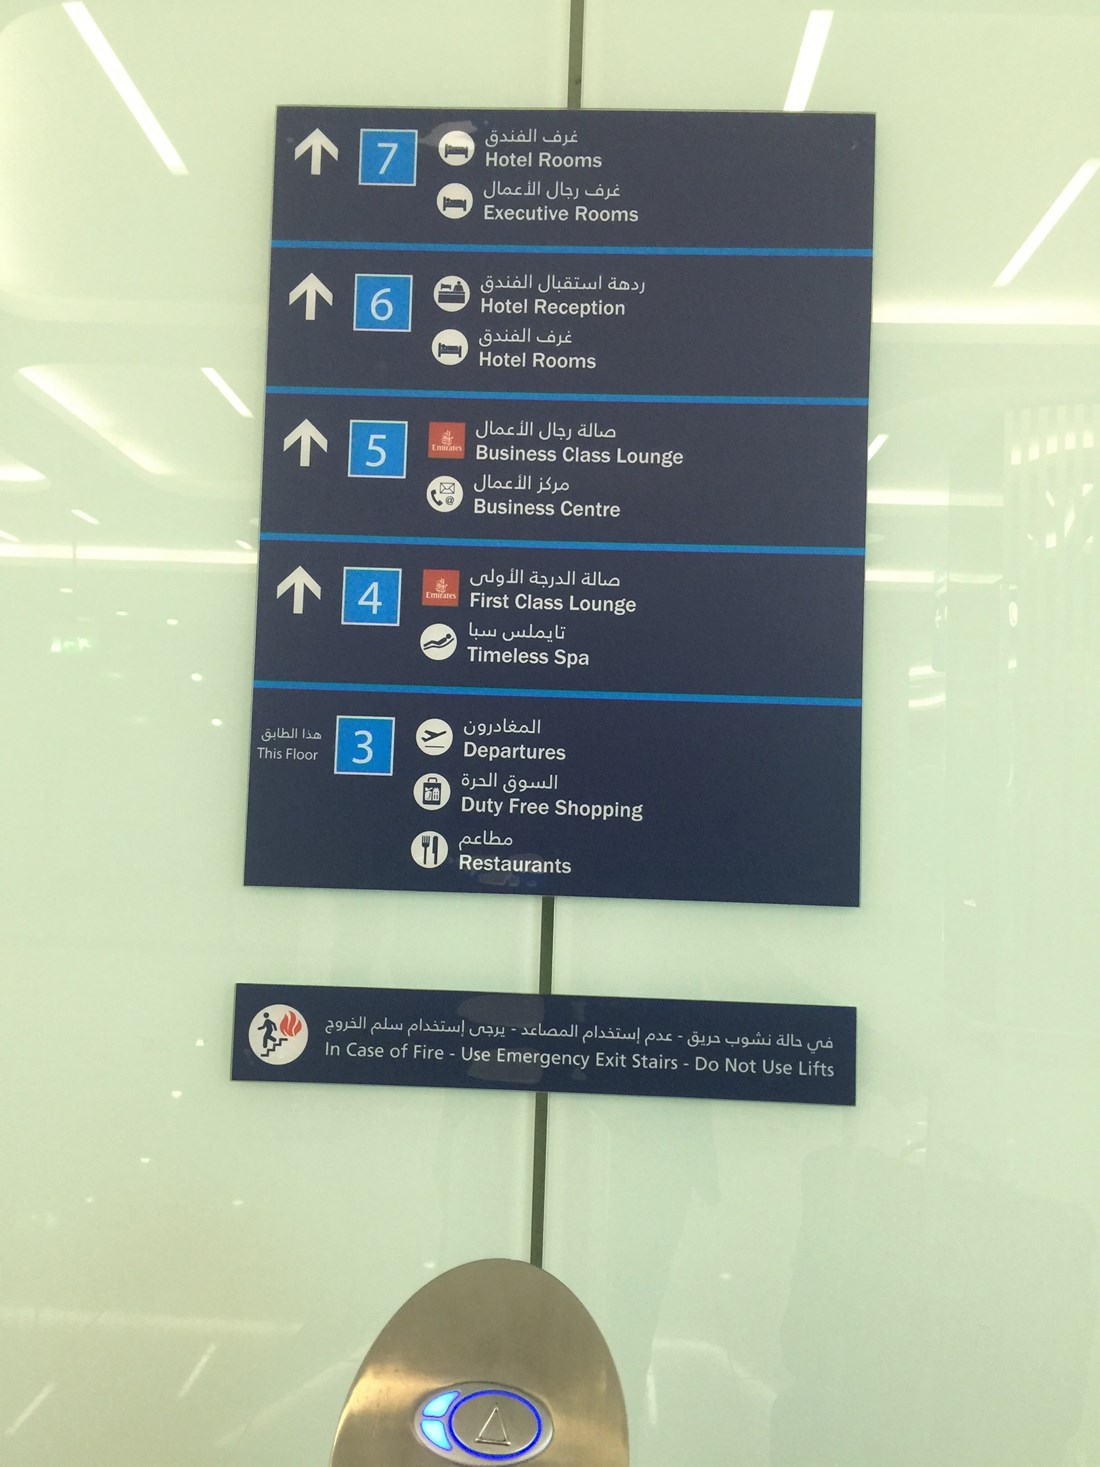 7
غرف الفندق
Hotel Rooms
غرف رجال الأعمال
Executive Rooms
6
ردهة استقبال الفندق
Hotel Reception
غرف الفندق
Hotel Rooms
5
Emirates
صالة رجال الأعمال
Business Class Lounge
@
مركز الأعمال
Business Centre
4
Emirates
صالة الدرجة الأولى
First Class Lounge
تايملس سبا
Timeless Spa
هذا الطابق
This Floor
3
المغادرون
Departures
السوق الحرة
Duty Free Shopping
مطاعم
Restaurants
في حالة نشوب حريق - عدم إستخدام المصاعد - يرجى إستخدام سلم الخروج
In Case of Fire - Use Emergency Exit Stairs - Do Not Use Lifts